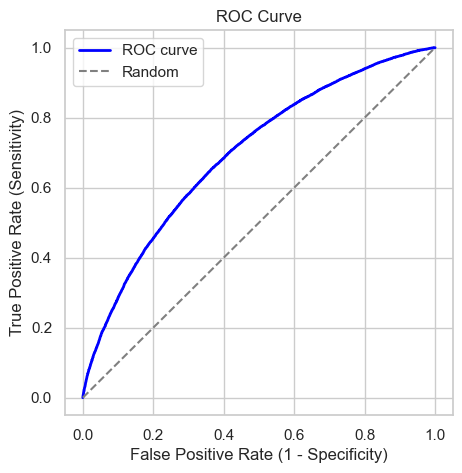 ROC Curve
ROC curve
Random
True Positive Rate (Sensitivity)
1.0
0.8
0.6
0.4
0.2
0.0
0.0 0.2 0.4 0.6 0.8 1.0
False Positive Rate (1 - Specificity)